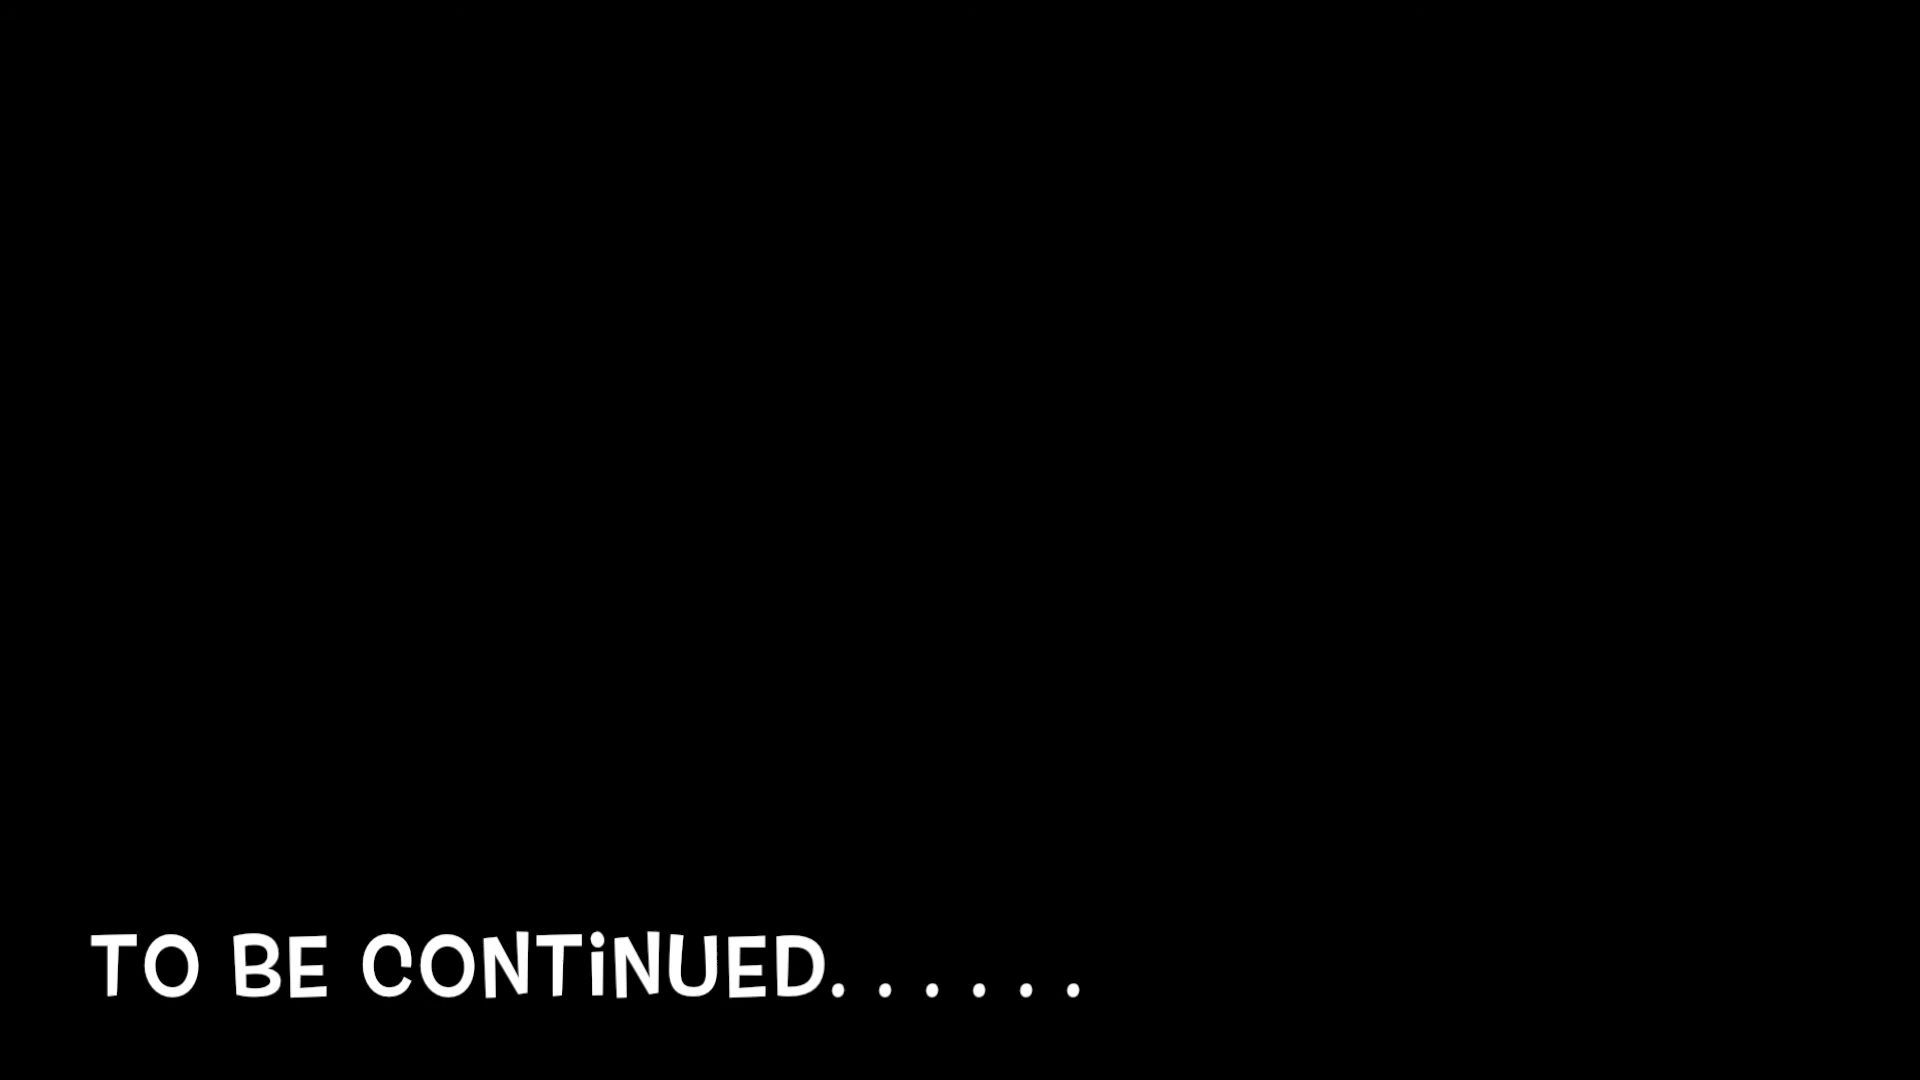 TO BE CONTiNUED. . . . . .